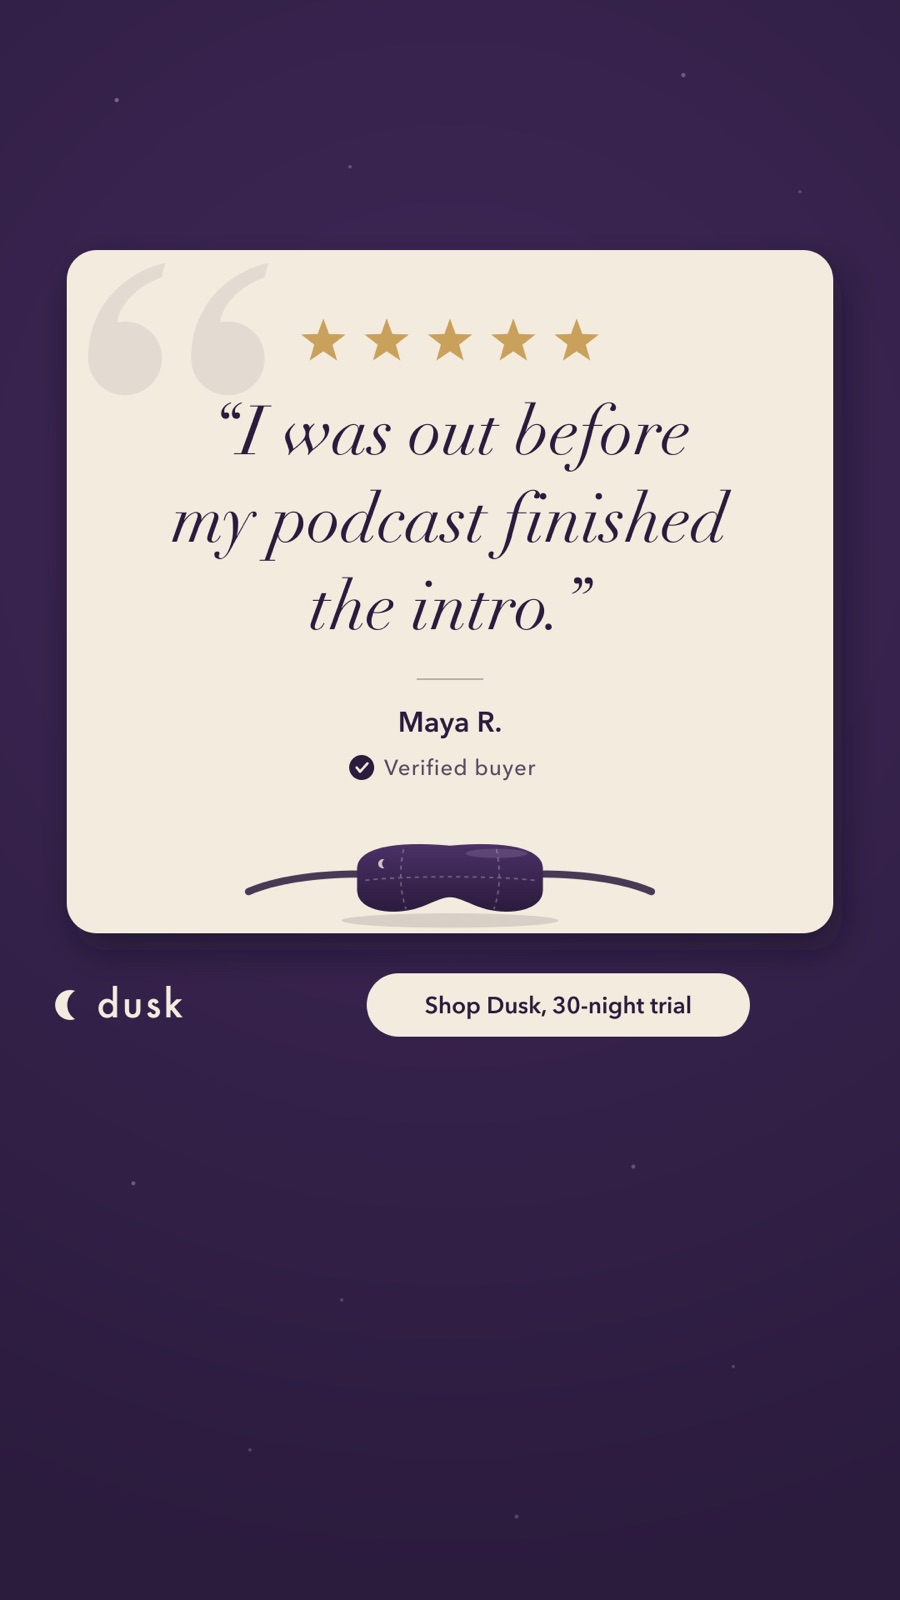 “I was out before
my podcast finished
the intro.”
Maya R.
Verified buyer
dusk
Shop Dusk, 30-night trial